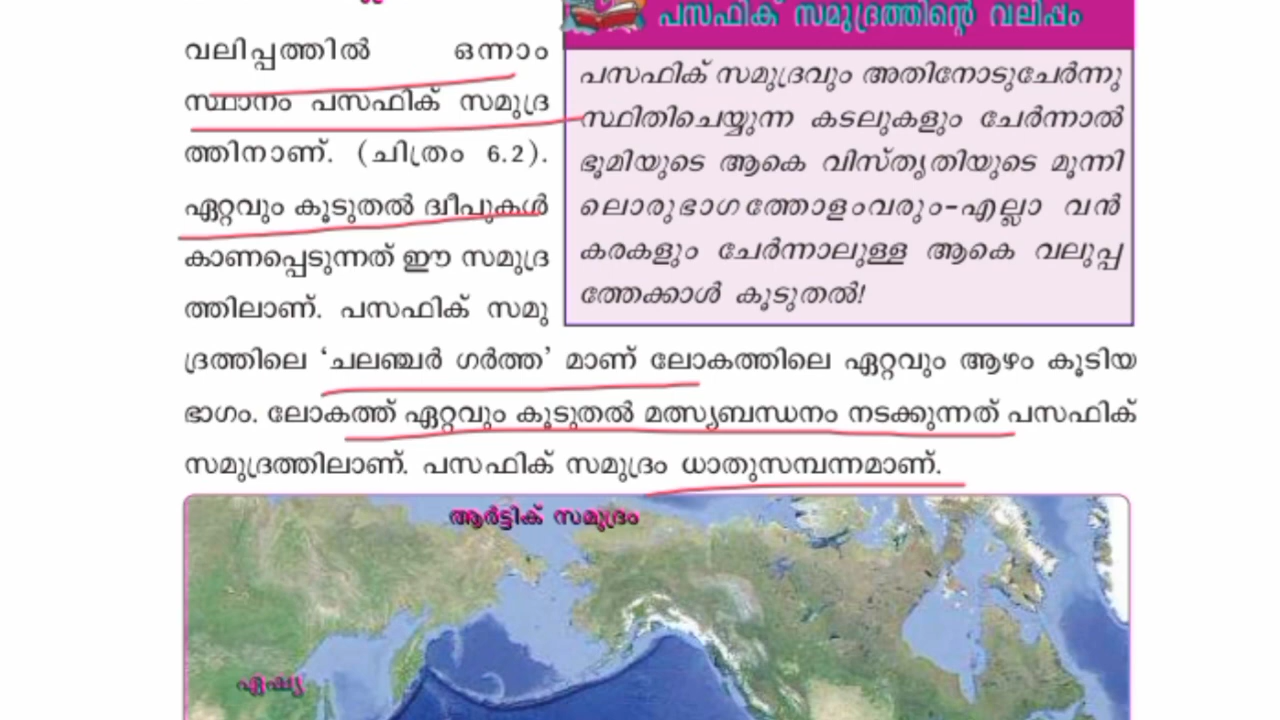 വലിപ്പത്തിൽ ഒന്നാം
സ്ഥാനം പസഫിക് സമുദ്ര
ത്തിനാണ്. (ചിത്രം 6.2).
ഏറ്റവും കൂടുതൽ ദ്വീപുകൾ
കാണപ്പെടുന്നത് ഈ സമുദ്ര
ത്തിലാണ്. പസഫിക് സമു
ദ്രത്തിലെ ‘ചലഞ്ചർ ഗർത്ത’ മാണ് ലോകത്തിലെ ഏറ്റവും ആഴം കൂടിയ
ഭാഗം. ലോകത്ത് ഏറ്റവും കൂടുതൽ മത്സ്യബന്ധനം നടക്കുന്നത് പസഫിക്
സമുദ്രത്തിലാണ്. പസഫിക് സമുദ്രം ധാതുസമ്പന്നമാണ്.
പസഫിക് സമുദ്രത്തിന്റെ വലിപ്പം
പസഫിക് സമുദ്രവും അതിനോടുചേർന്നു
സ്ഥിതിചെയ്യുന്ന കടലുകളും ചേർന്നാൽ
ഭൂമിയുടെ ആകെ വിസ്തൃതിയുടെ മൂന്നി
ലൊരുഭാഗത്തോളംവരും-എല്ലാ വൻ
കരകളും ചേർന്നാലുള്ള ആകെ വലുപ്പ
ത്തേക്കാൾ കൂടുതൽ!
ആർട്ടിക് സമുദ്രം
ഏഷ്യ